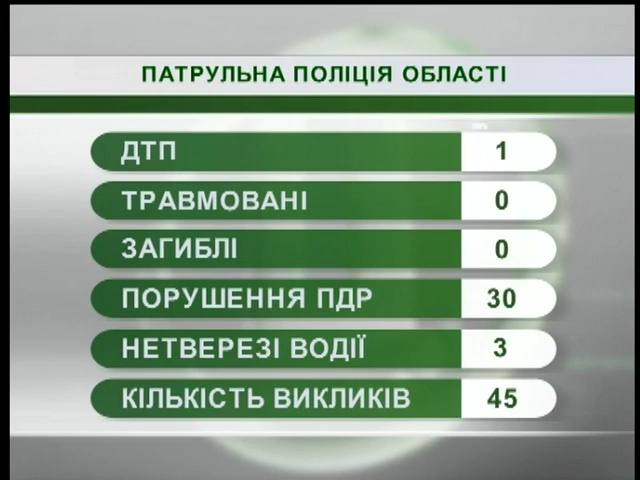 ПАТРУЛЬНА ПОЛІЦІЯ ОБЛАСТІ
ДТП 1
ТРАВМОВАНІ 0
ЗАГИБЛІ 0
ПОРУШЕННЯ ПДР 30
НЕТВЕРЕЗІ ВОДІЇ 3
КІЛЬКІСТЬ ВИКЛИКІВ 45